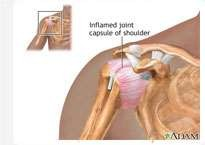 Inflamed joint
capsule of shoulder
ADAM